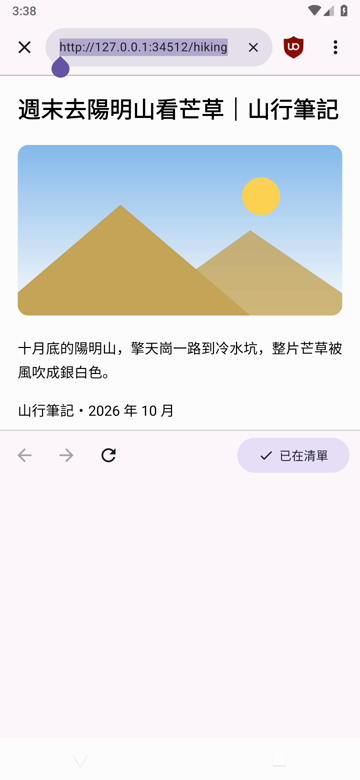 3:38
http://127.0.0.1:34512/hiking
週末去陽明山看芒草｜山行筆記
十月底的陽明山，擎天崗一路到冷水坑，整片芒草被
風吹成銀白色。
山行筆記・2026 年 10 月
已在清單